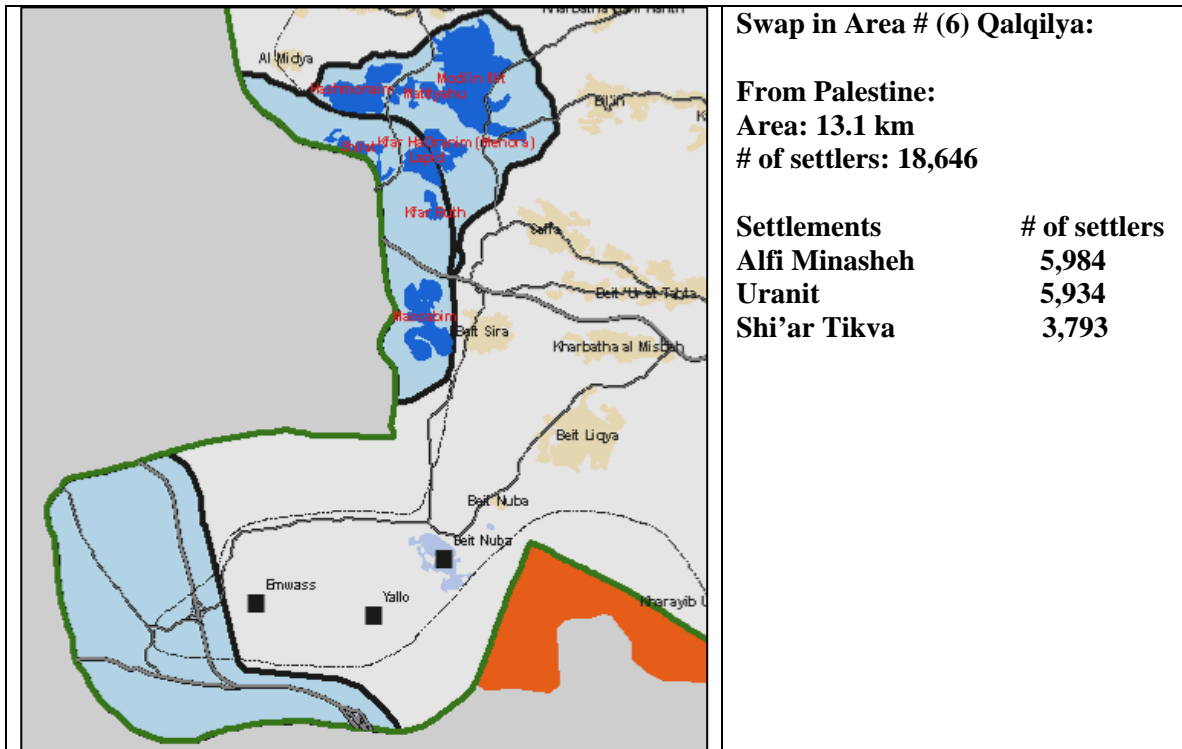 Al Midya
Modi'in Illit
Hashmonaim
Matityahu
Bil'in
Shilat
Kfar HaOranim (Menora)
Lapid
Kfar Ruth
Saffa
Beit 'Ur at Tahta
Maccabim
Beit Sira
Kharbatha al Misbah
Beit Liqya
Beit Nuba
Beit Nuba
Emwass
Yallo
Kharayib U
Swap in Area # (6) Qalqilya:
From Palestine:
Area: 13.1 km
# of settlers: 18,646
Settlements # of settlers
Alfi Minasheh 5,984
Uranit 5,934
Shi’ar Tikva 3,793